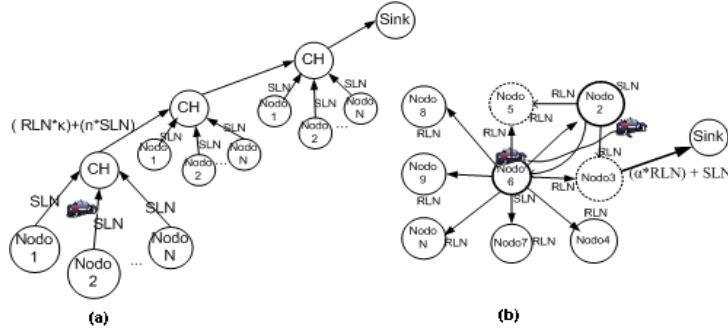 Sink
CH
Nodo
1
SLN
Nodo
2
SLN
...
Nodo
N
SLN
CH
Nodo
1
SLN
Nodo
2
SLN
...
Nodo
N
SLN
( RLN*κ)+(n*SLN)
CH
SLN
SLN
SLN
Nodo
1
Nodo
2
...
Nodo
N
(a)
Nodo
8
RLN
Nodo
5
RLN
RLN
RLN
Nodo
2
SLN
RLN
Sink
Nodo
9
RLN
Nodo
6
SLN
RLN
Nodo3
(α*RLN) + SLN
RLN
Nodo
N
RLN
Nodo7
RLN
Nodo4
(b)